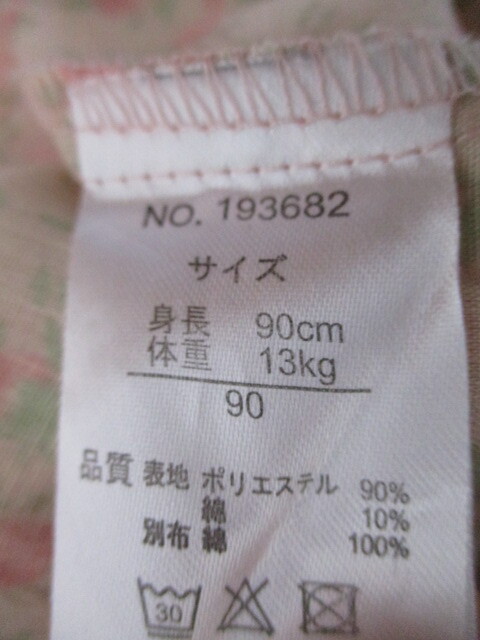 NO. 193682
サイズ
身長 90cm
体重 13kg
90
品質 表地 ポリエステル 90%
綿 10%
別布 綿 100%
30